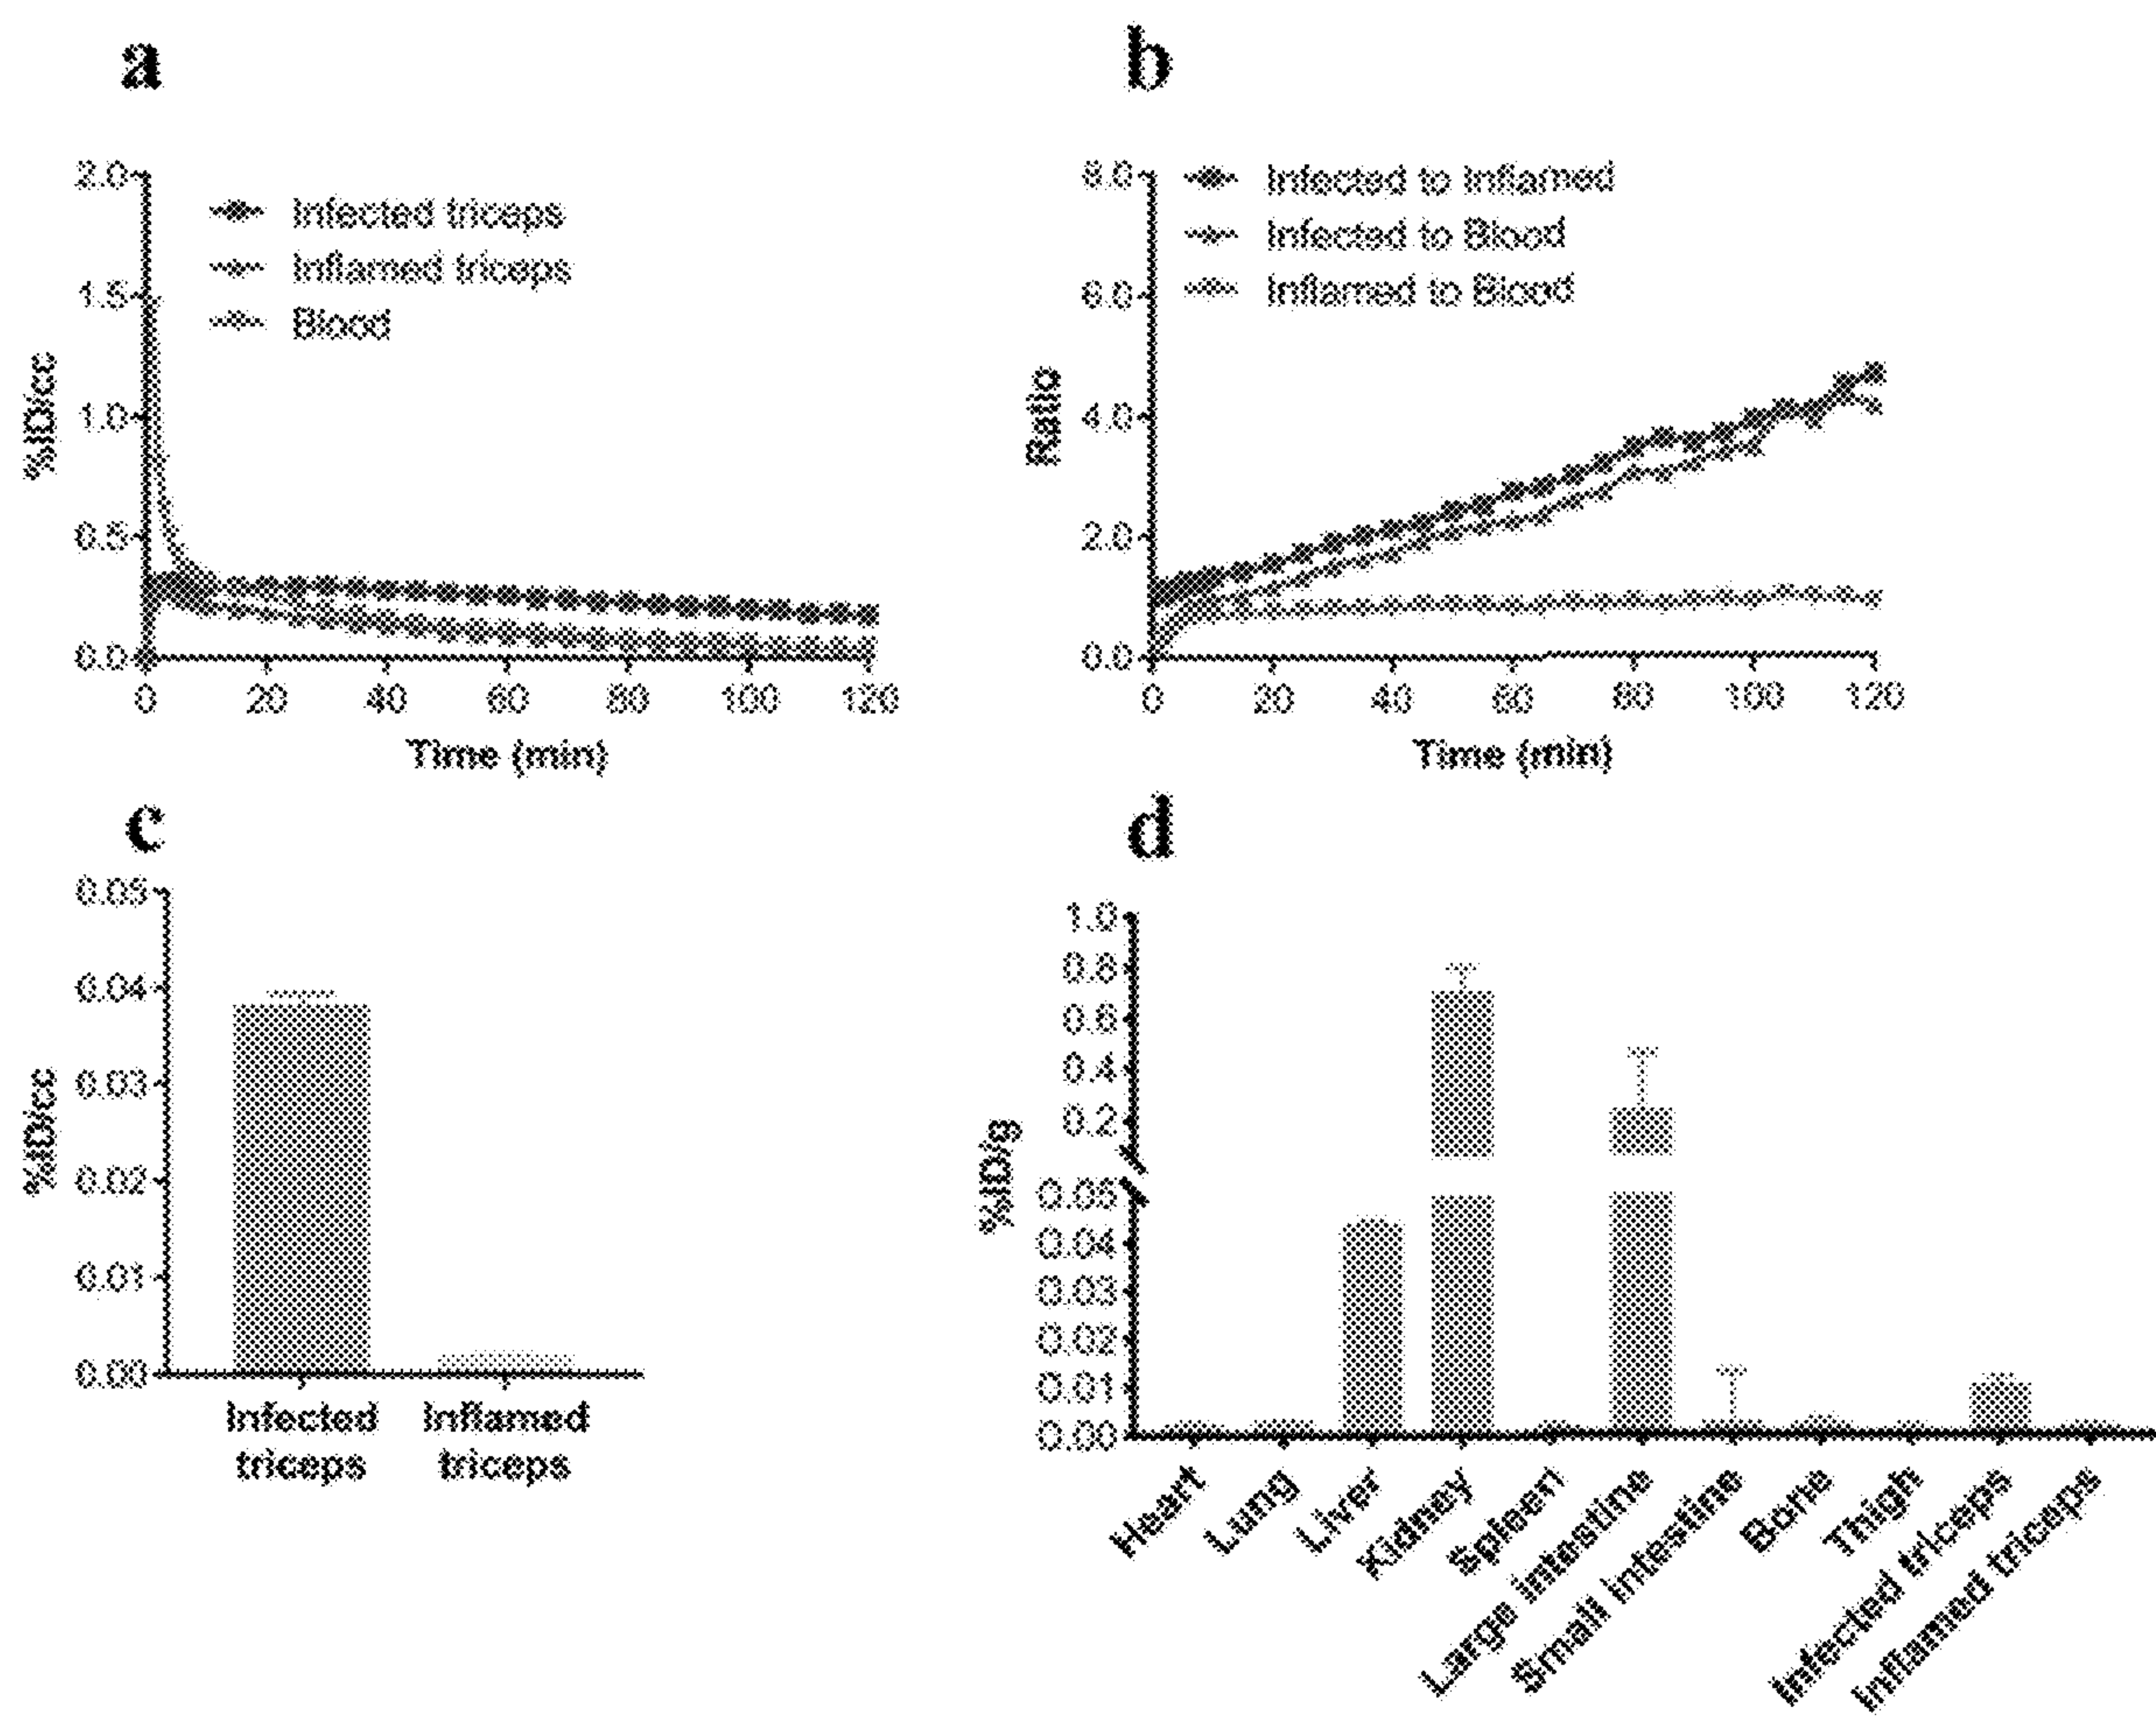 a
2.0
1.5
1.0
0.5
0.0
%ID/cc
Infected triceps
Inflamed triceps
Blood
0 20 40 60 80 100 120
Time (min)
b
8.0
6.0
4.0
2.0
0.0
Ratio
Infected to Inflamed
Infected to Blood
Inflamed to Blood
0 20 40 60 80 100 120
Time (min)
c
0.05
0.04
0.03
0.02
0.01
0.00
%ID/cc
Infected
triceps
Inflamed
triceps
d
1.0
0.8
0.6
0.4
0.2
0.05
0.04
0.03
0.02
0.01
0.00
%ID/g
Heart
Lung
Liver
Kidney
Spleen
Large intestine
Small intestine
Bone
Thigh
Infected triceps
Inflamed triceps